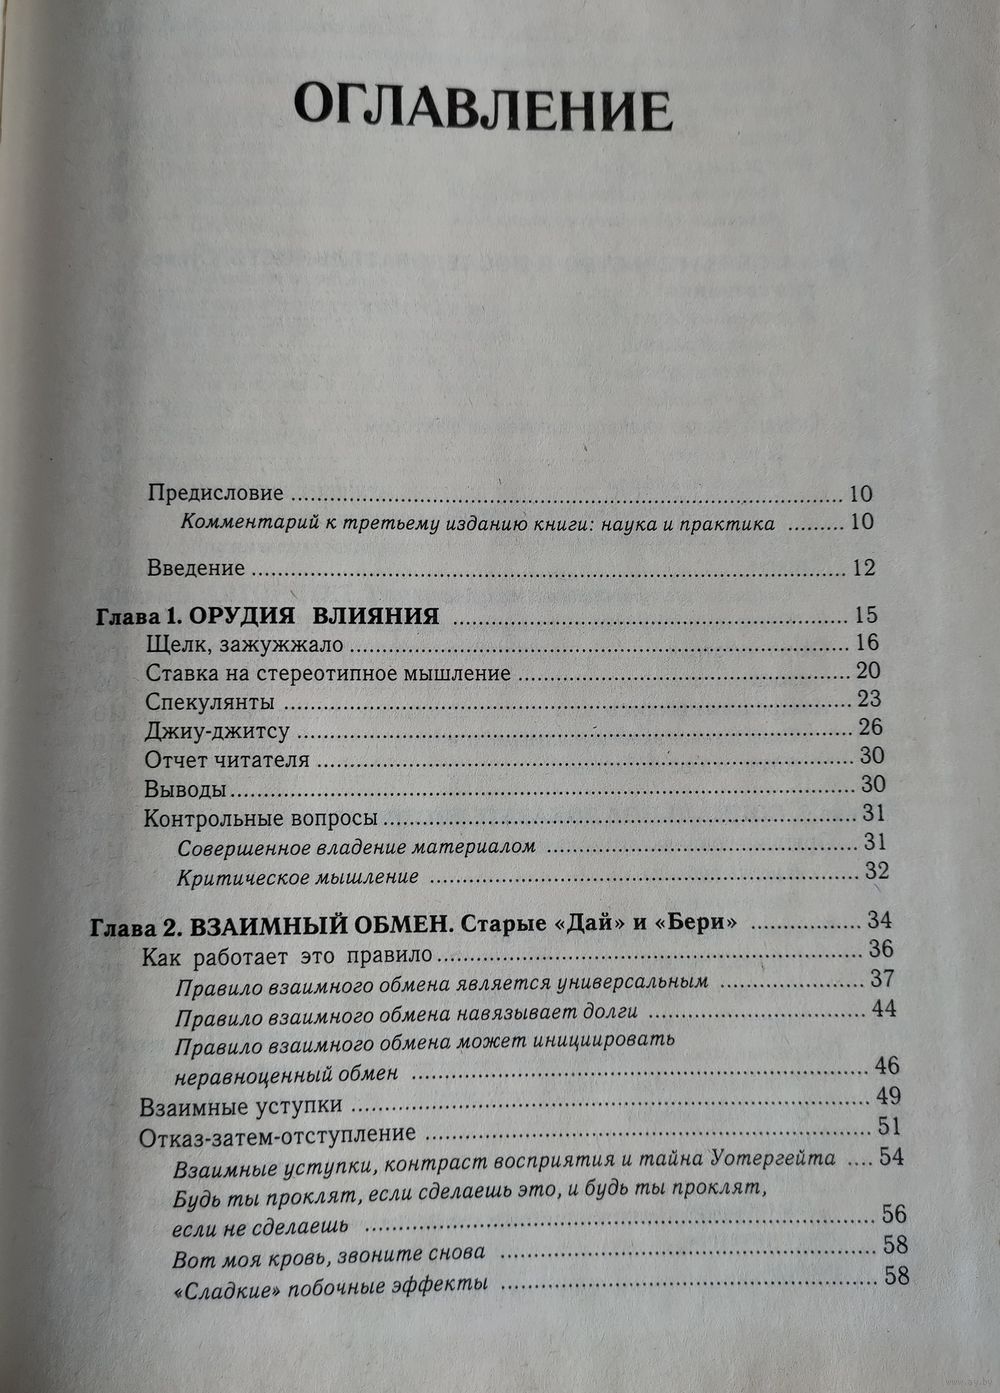 ОГЛАВЛЕНИЕ
Предисловие ........ 10
Комментарий к третьему изданию книги: наука и практика ........ 10
Введение ........ 12
Глава 1. ОРУДИЯ ВЛИЯНИЯ ........ 15
Щелк, зажужжало ........ 16
Ставка на стереотипное мышление ........ 20
Спекулянты ........ 23
Джиу-джитсу ........ 26
Отчет читателя ........ 30
Выводы ........ 30
Контрольные вопросы ........ 31
Совершенное владение материалом ........ 31
Критическое мышление ........ 32
Глава 2. ВЗАИМНЫЙ ОБМЕН. Старые «Дай» и «Бери» ........ 34
Как работает это правило ........ 36
Правило взаимного обмена является универсальным ........ 37
Правило взаимного обмена навязывает долги ........ 44
Правило взаимного обмена может инициировать
неравноценный обмен ........ 46
Взаимные уступки ........ 49
Отказ-затем-отступление ........ 51
Взаимные уступки, контраст восприятия и тайна Уотергейта .... 54
Будь ты проклят, если сделаешь это, и будь ты проклят,
если не сделаешь ........ 56
Вот моя кровь, звоните снова ........ 58
«Сладкие» побочные эффекты ........ 58
www.ay.by